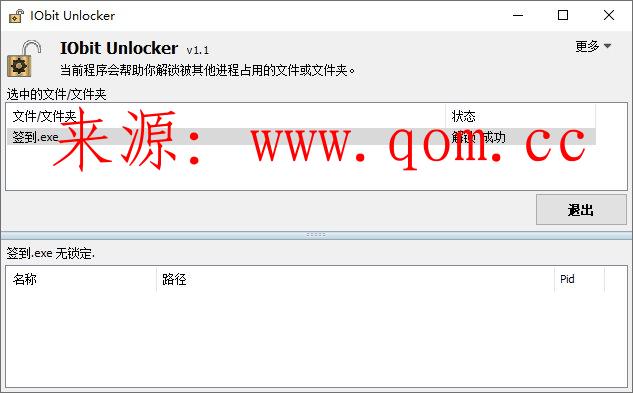 IObit Unlocker
IObit Unlocker v1.1
更多
当前程序会帮助你解锁被其他进程占用的文件或文件夹。
选中的文件/文件夹
文件/文件夹 状态
签到.exe 解锁 成功
来源：www.qom.cc
退出
签到.exe 无锁定.
名称 路径 Pid